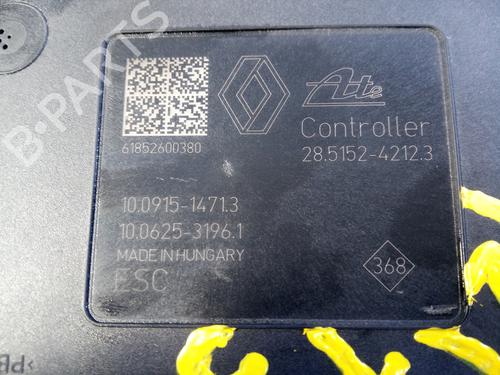 B-PARTS
61852600380
Ate
Controller
28.5152-4212.3
10.0915-1471.3
10.0625-3196.1
MADE IN HUNGARY
ESC
368